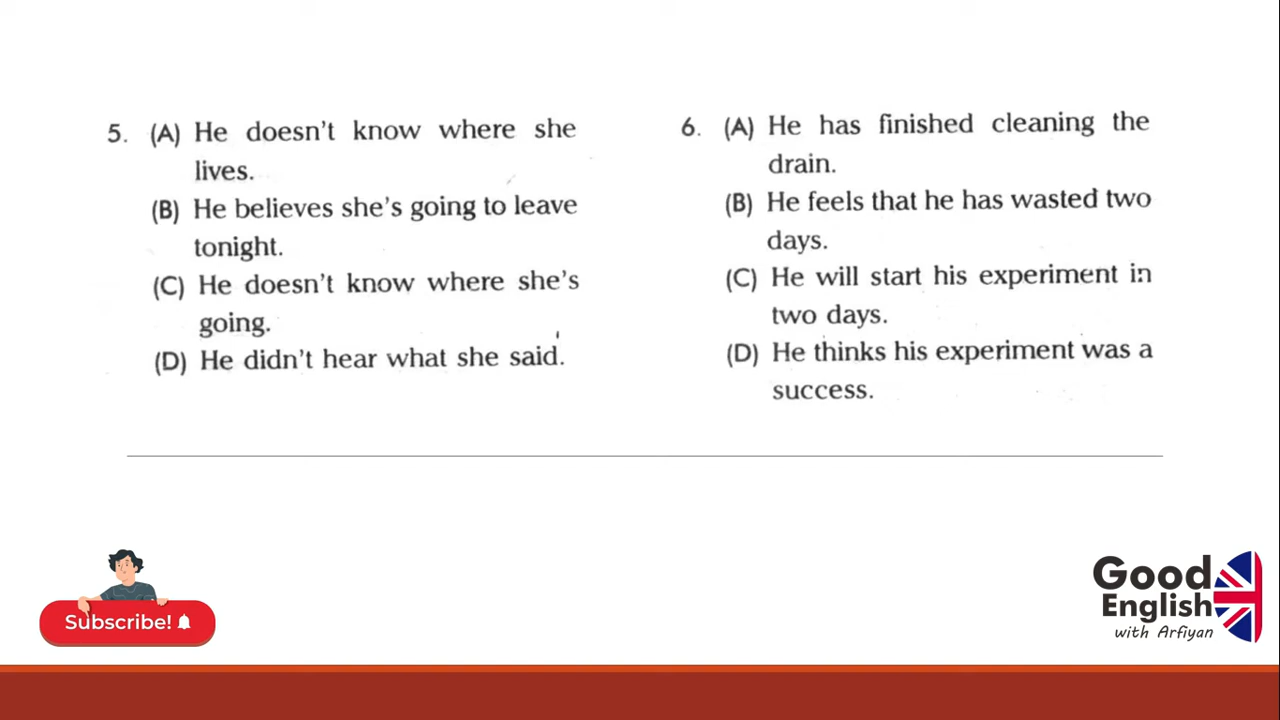 5. (A) He doesn't know where she
lives.
(B) He believes she's going to leave
tonight.
(C) He doesn't know where she's
going.
(D) He didn't hear what she said.
6. (A) He has finished cleaning the
drain.
(B) He feels that he has wasted two
days.
(C) He will start his experiment in
two days.
(D) He thinks his experiment was a
success.
Subscribe!
Good
English
with Arfiyan